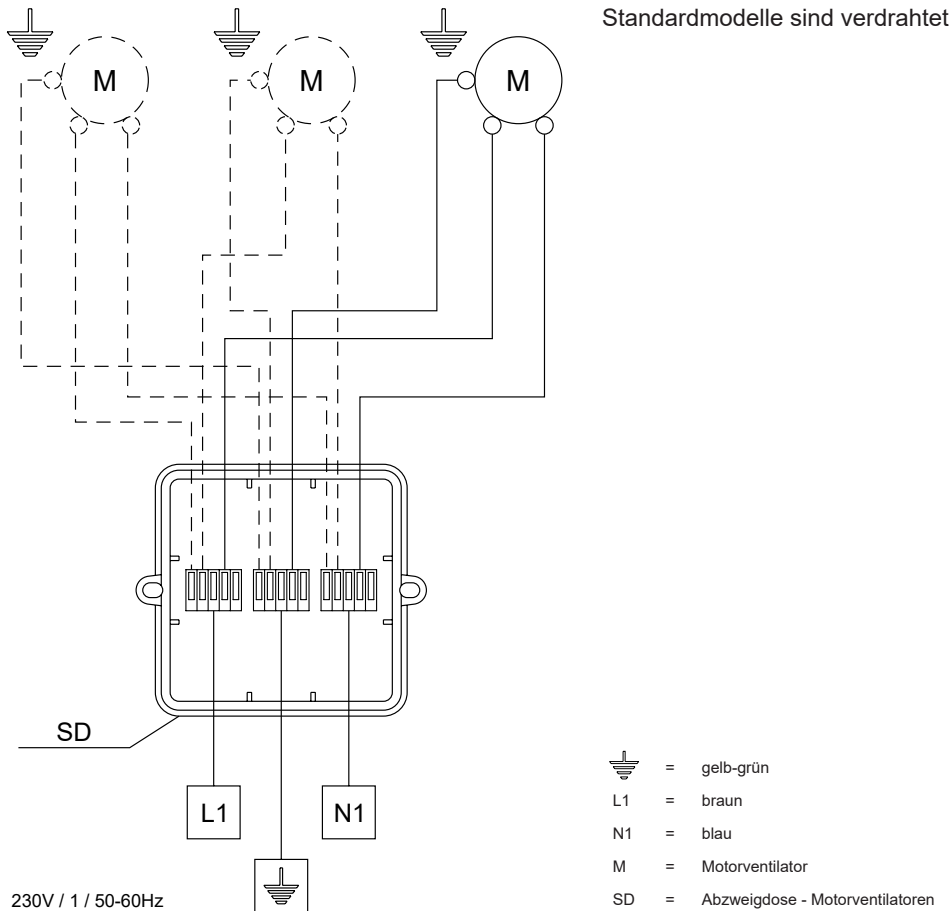 Standardmodelle sind verdrahtet
M M M
SD
L1 N1
230V / 1 / 50-60Hz
= gelb-grün
L1 = braun
N1 = blau
M = Motorventilator
SD = Abzweigdose - Motorventilatoren